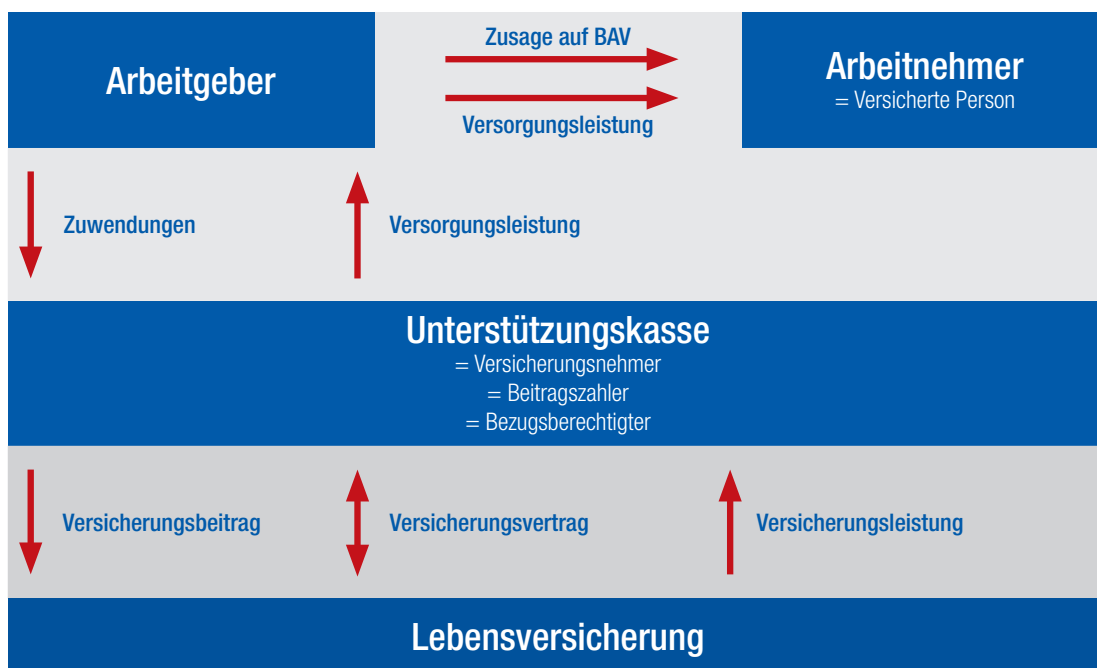 Arbeitgeber
Zusage auf BAV
Versorgungsleistung
Arbeitnehmer
= Versicherte Person
Zuwendungen
Versorgungsleistung
Unterstützungskasse
= Versicherungsnehmer
= Beitragszahler
= Bezugsberechtigter
Versicherungsbeitrag
Versicherungsvertrag
Versicherungsleistung
Lebensversicherung